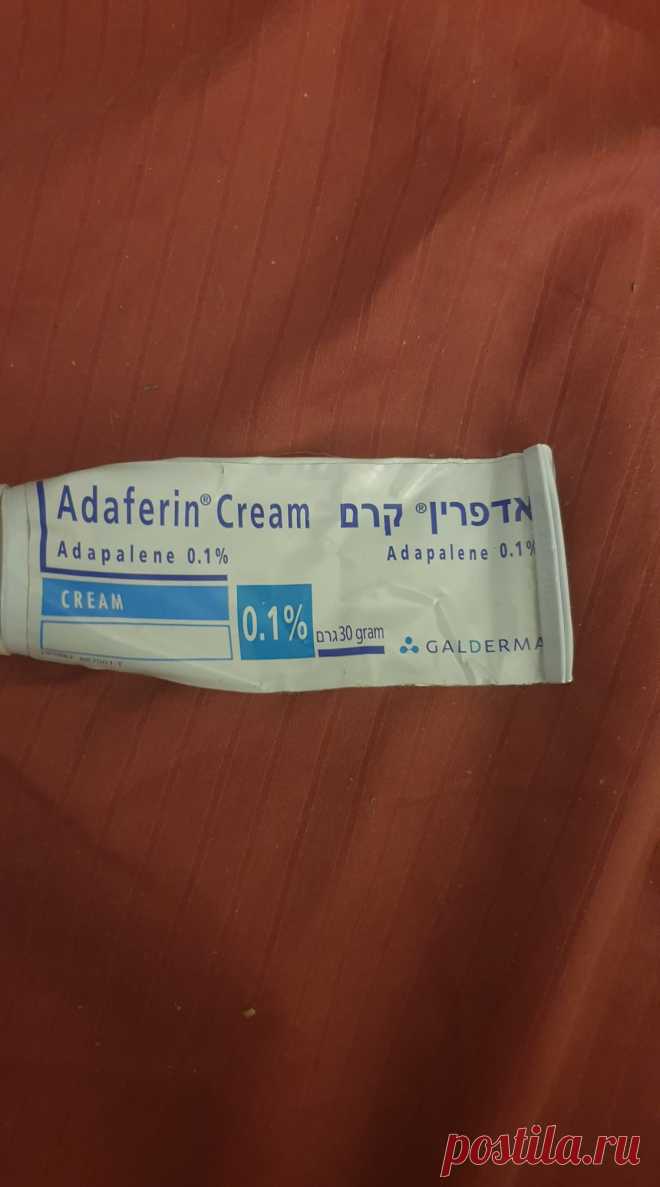 Adaferin® Cream אדפרין® קרם
Adapalene 0.1% Adapalene 0.1%
CREAM
0.1%
30 גרם gram
GALDERMA
postila.ru